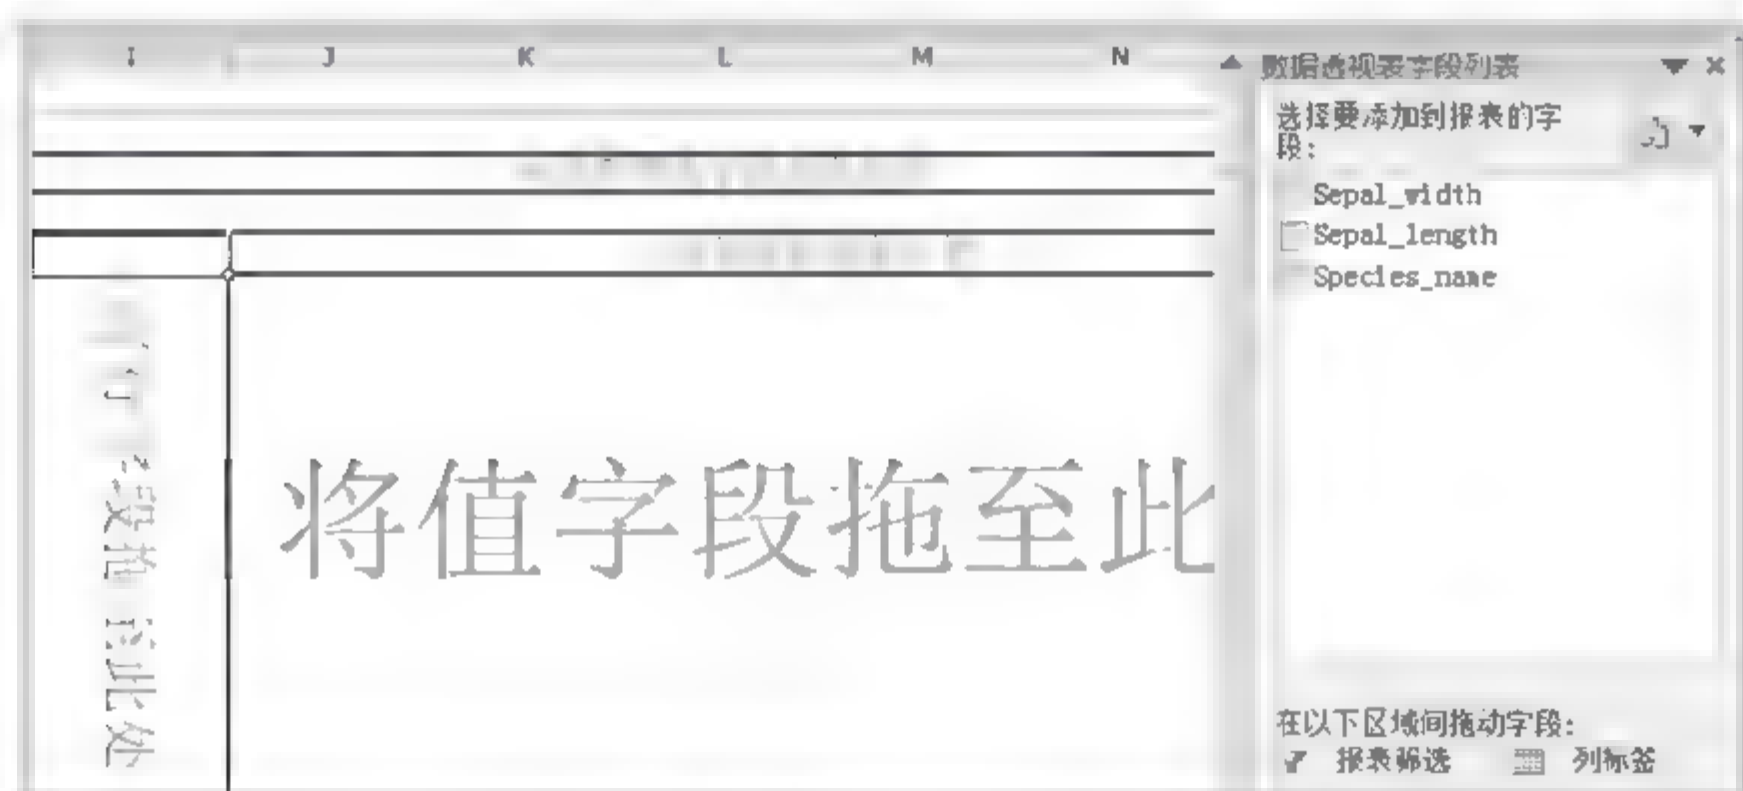 I J K L M N
数据透视表字段列表
选择要添加到报表的字
段：
Sepal_width
Sepal_length
Species_name
将值字段拖至此
在以下区域间拖动字段：
报表筛选 列标签